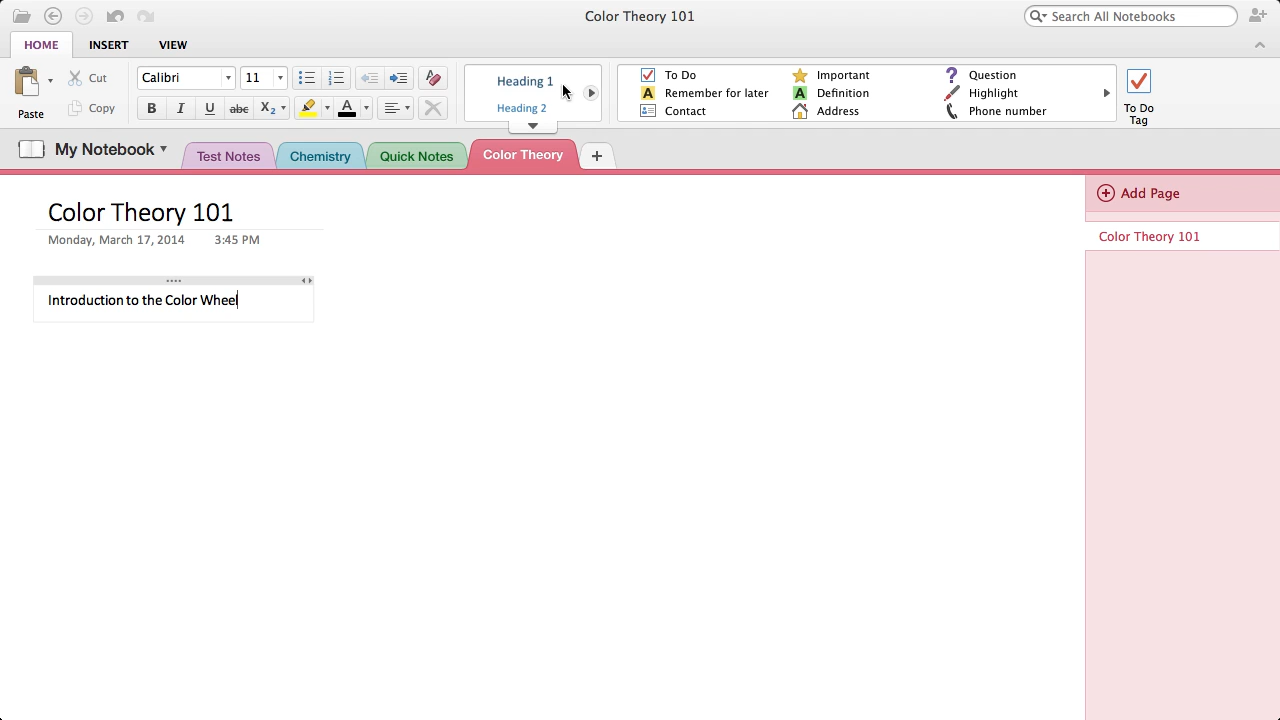 Color Theory 101
Search All Notebooks
HOME INSERT VIEW
Paste
Cut
Copy
Calibri 11
B I U abc X2 A
Heading 1
Heading 2
To Do Important Question
Remember for later Definition Highlight
Contact Address Phone number
To Do
Tag
My Notebook Test Notes Chemistry Quick Notes Color Theory +
Color Theory 101
Monday, March 17, 2014 3:45 PM
Introduction to the Color Wheel
Add Page
Color Theory 101